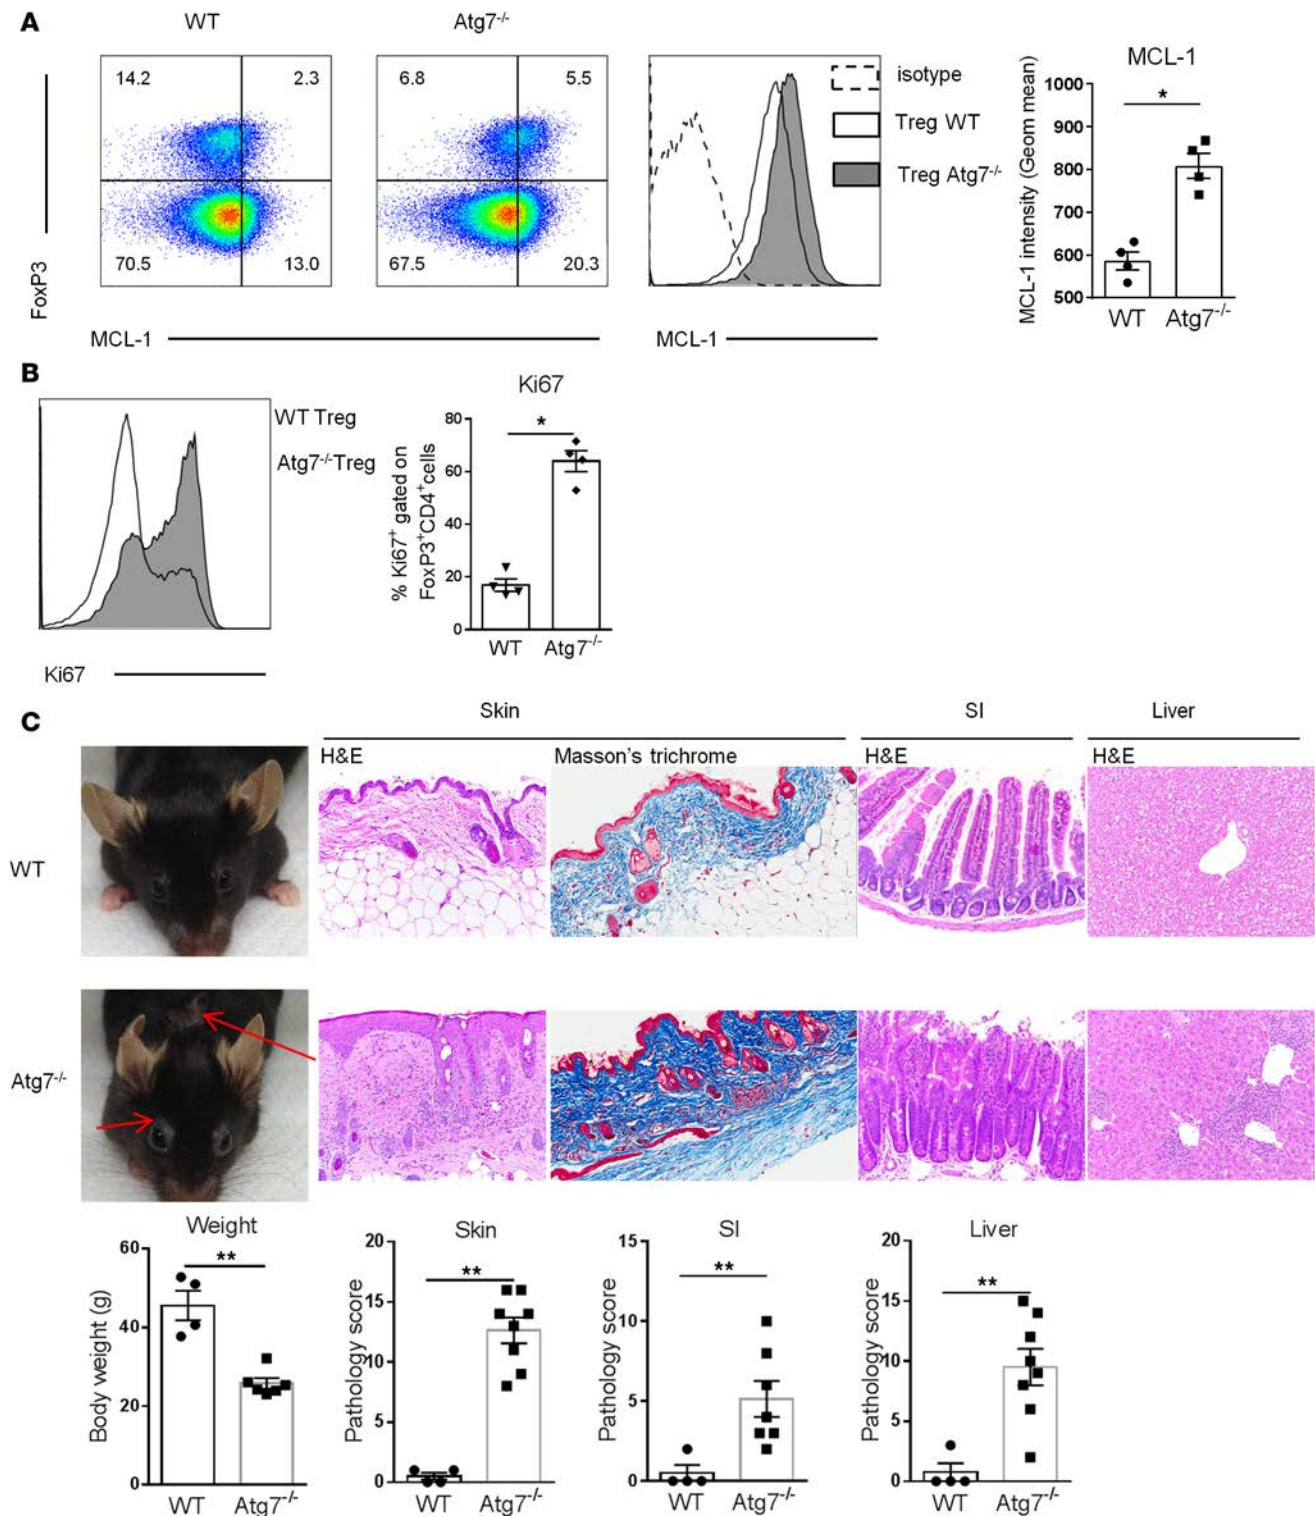 A
WT
Atg7-/-
14.2
2.3
6.8
5.5
70.5
13.0
67.5
20.3
FoxP3
MCL-1
isotype
Treg WT
Treg Atg7-/-
MCL-1
MCL-1
*
MCL-1 intensity (Geom mean)
1000
900
800
700
600
500
WT
Atg7-/-
B
WT Treg
Atg7-/-Treg
Ki67
Ki67
*
% Ki67+ gated on
FoxP3+CD4+cells
80
60
40
20
0
WT
Atg7-/-
C
Skin
SI
Liver
H&E
Masson's trichrome
H&E
H&E
WT
Atg7-/-
Weight
**
Body weight (g)
60
40
20
0
WT
Atg7-/-
Skin
**
Pathology score
20
15
10
5
0
WT
Atg7-/-
SI
**
Pathology score
15
10
5
0
WT
Atg7-/-
Liver
**
Pathology score
20
15
10
5
0
WT
Atg7-/-